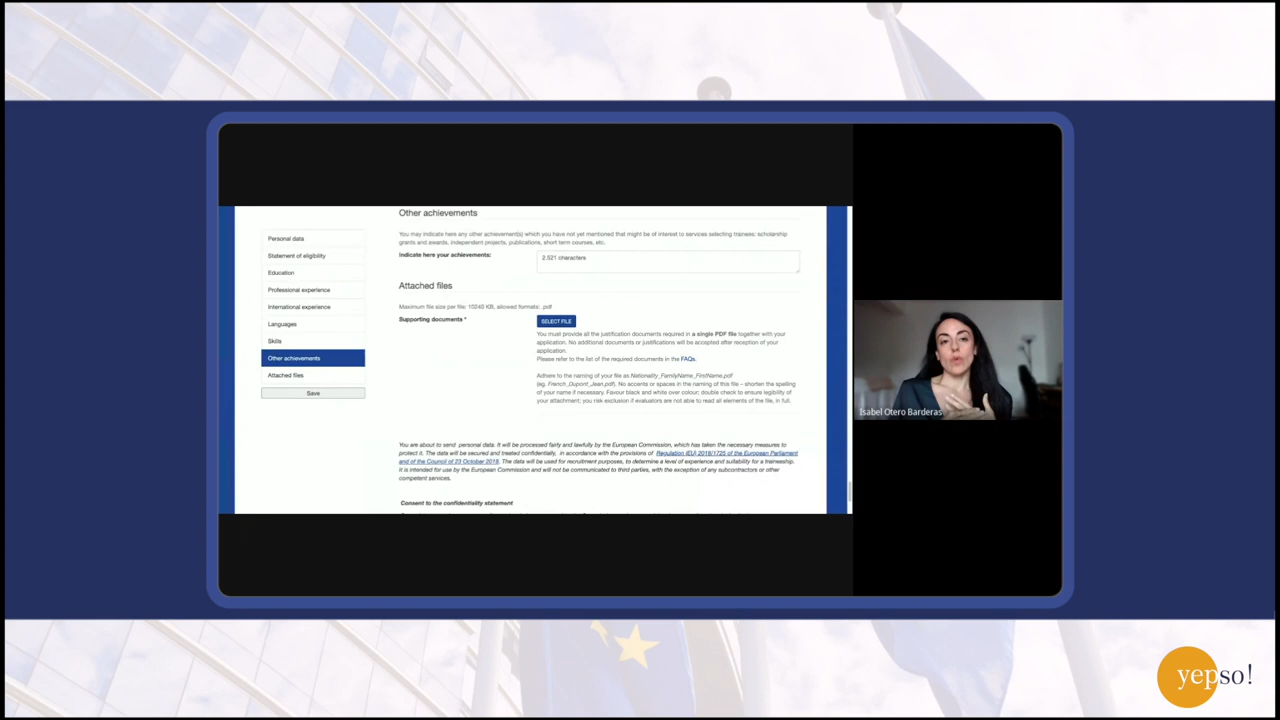 Other achievements
You may indicate here any other achievement(s) which you have not yet mentioned that might be of interest to services selecting trainees: scholarship
grants and awards, independent projects, publications, short term courses, etc.
Indicate here your achievements:
2.521 characters
Personal data
Statement of eligibility
Education
Professional experience
International experience
Languages
Skills
Other achievements
Attached files
Save
Attached files
Maximum file size per file: 10240 KB, allowed formats: .pdf
Supporting documents *
SELECT FILE
You must provide all the justification documents required in a single PDF file together with your
application. No additional documents or justifications will be accepted after reception of your
application.
Please refer to the list of the required documents in the FAQs.
Adhere to the naming of your file as Nationality_FamilyName_FirstName.pdf
(eg. French_Dupont_Jean.pdf). No accents or spaces in the naming of this file – shorten the spelling
of your name if necessary. Favour black and white over colour; double check to ensure legibility of
your attachment; you risk exclusion if evaluators are not able to read all elements of the file, in full.
You are about to send personal data. It will be processed fairly and lawfully by the European Commission, which has taken the necessary measures to
protect it. The data will be secured and treated confidentially, in accordance with the provisions of Regulation (EU) 2018/1725 of the European Parliament
and of the Council of 23 October 2018. The data will be used for recruitment purposes, to determine a level of experience and suitability for a traineeship.
It is intended for use by the European Commission and will not be communicated to third parties, with the exception of any subcontractors or other
competent services.
Consent to the confidentiality statement
Isabel Otero Barderas
yepso!